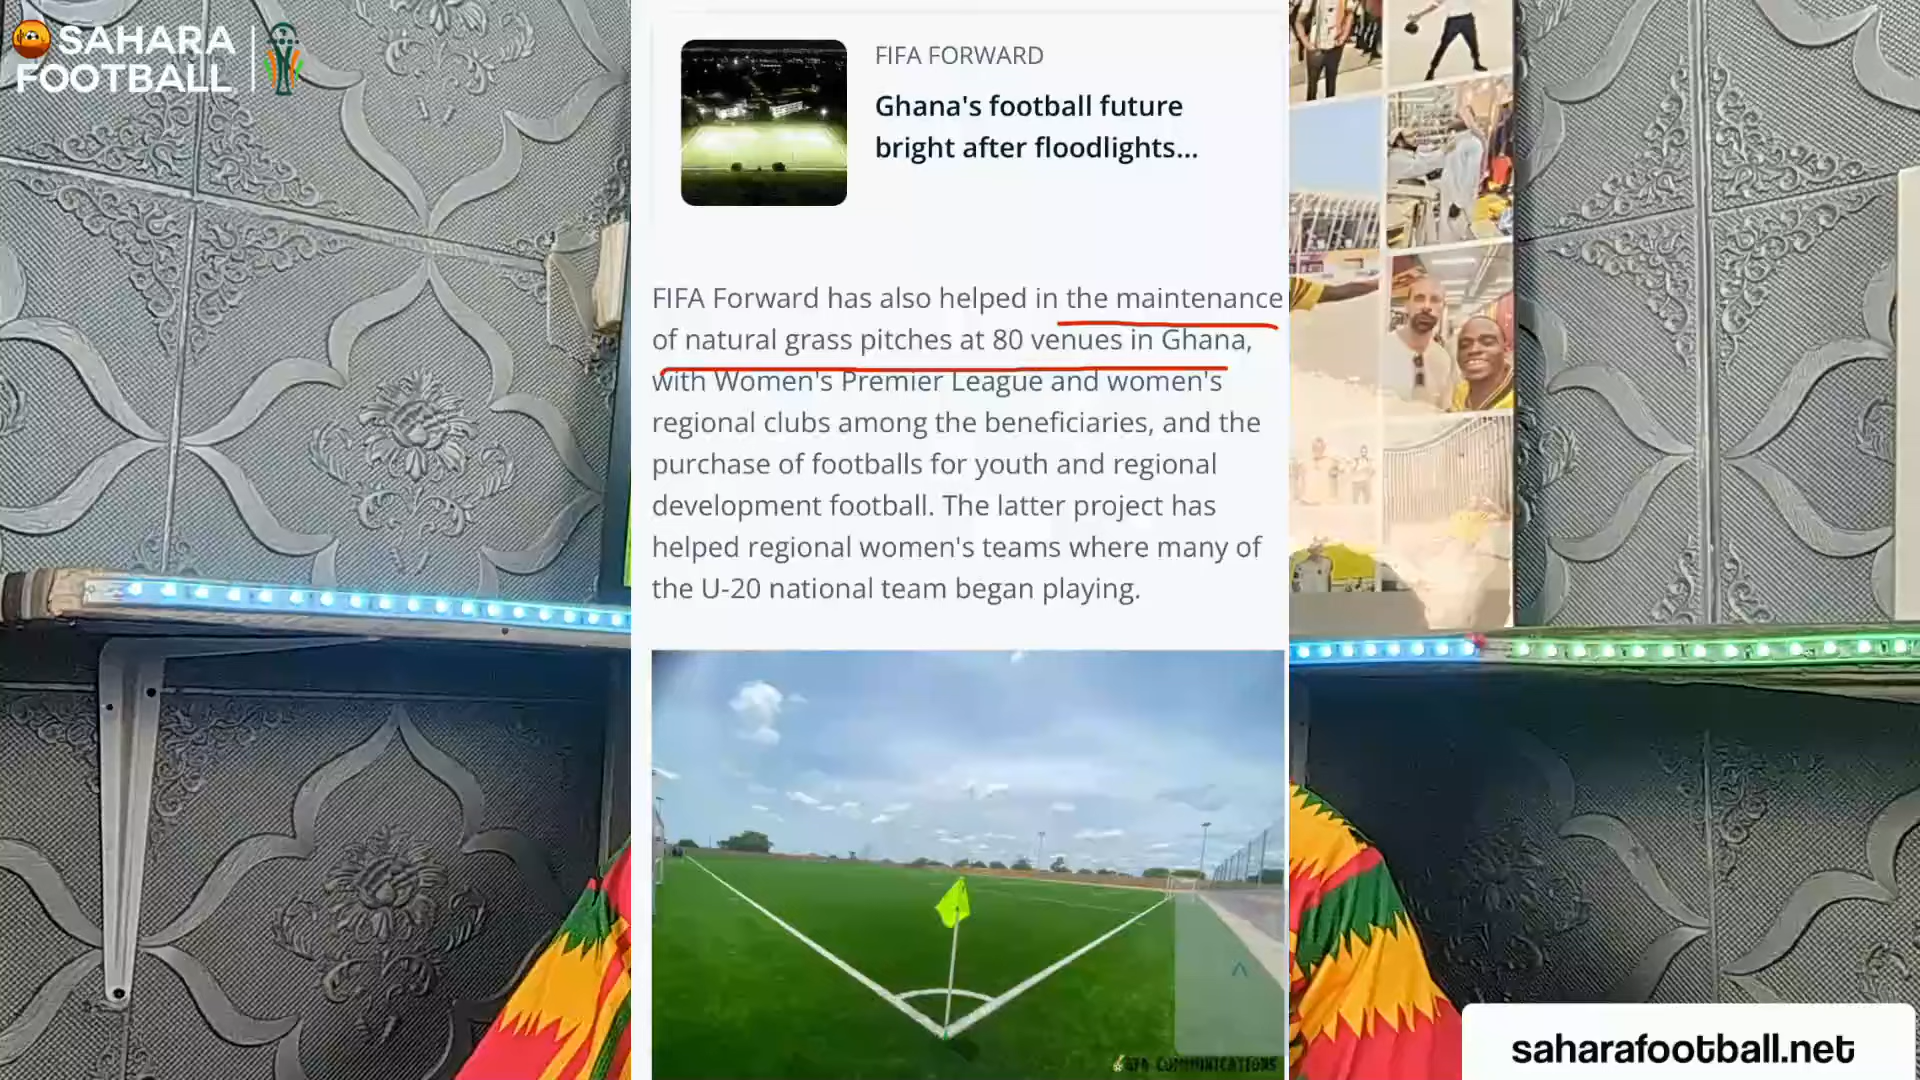 SAHARA
FOOTBALL
FIFA FORWARD
Ghana's football future
bright after floodlights...
FIFA Forward has also helped in the maintenance
of natural grass pitches at 80 venues in Ghana,
with Women's Premier League and women's
regional clubs among the beneficiaries, and the
purchase of footballs for youth and regional
development football. The latter project has
helped regional women's teams where many of
the U-20 national team began playing.
GFA COMMUNICATIONS
saharafootball.net